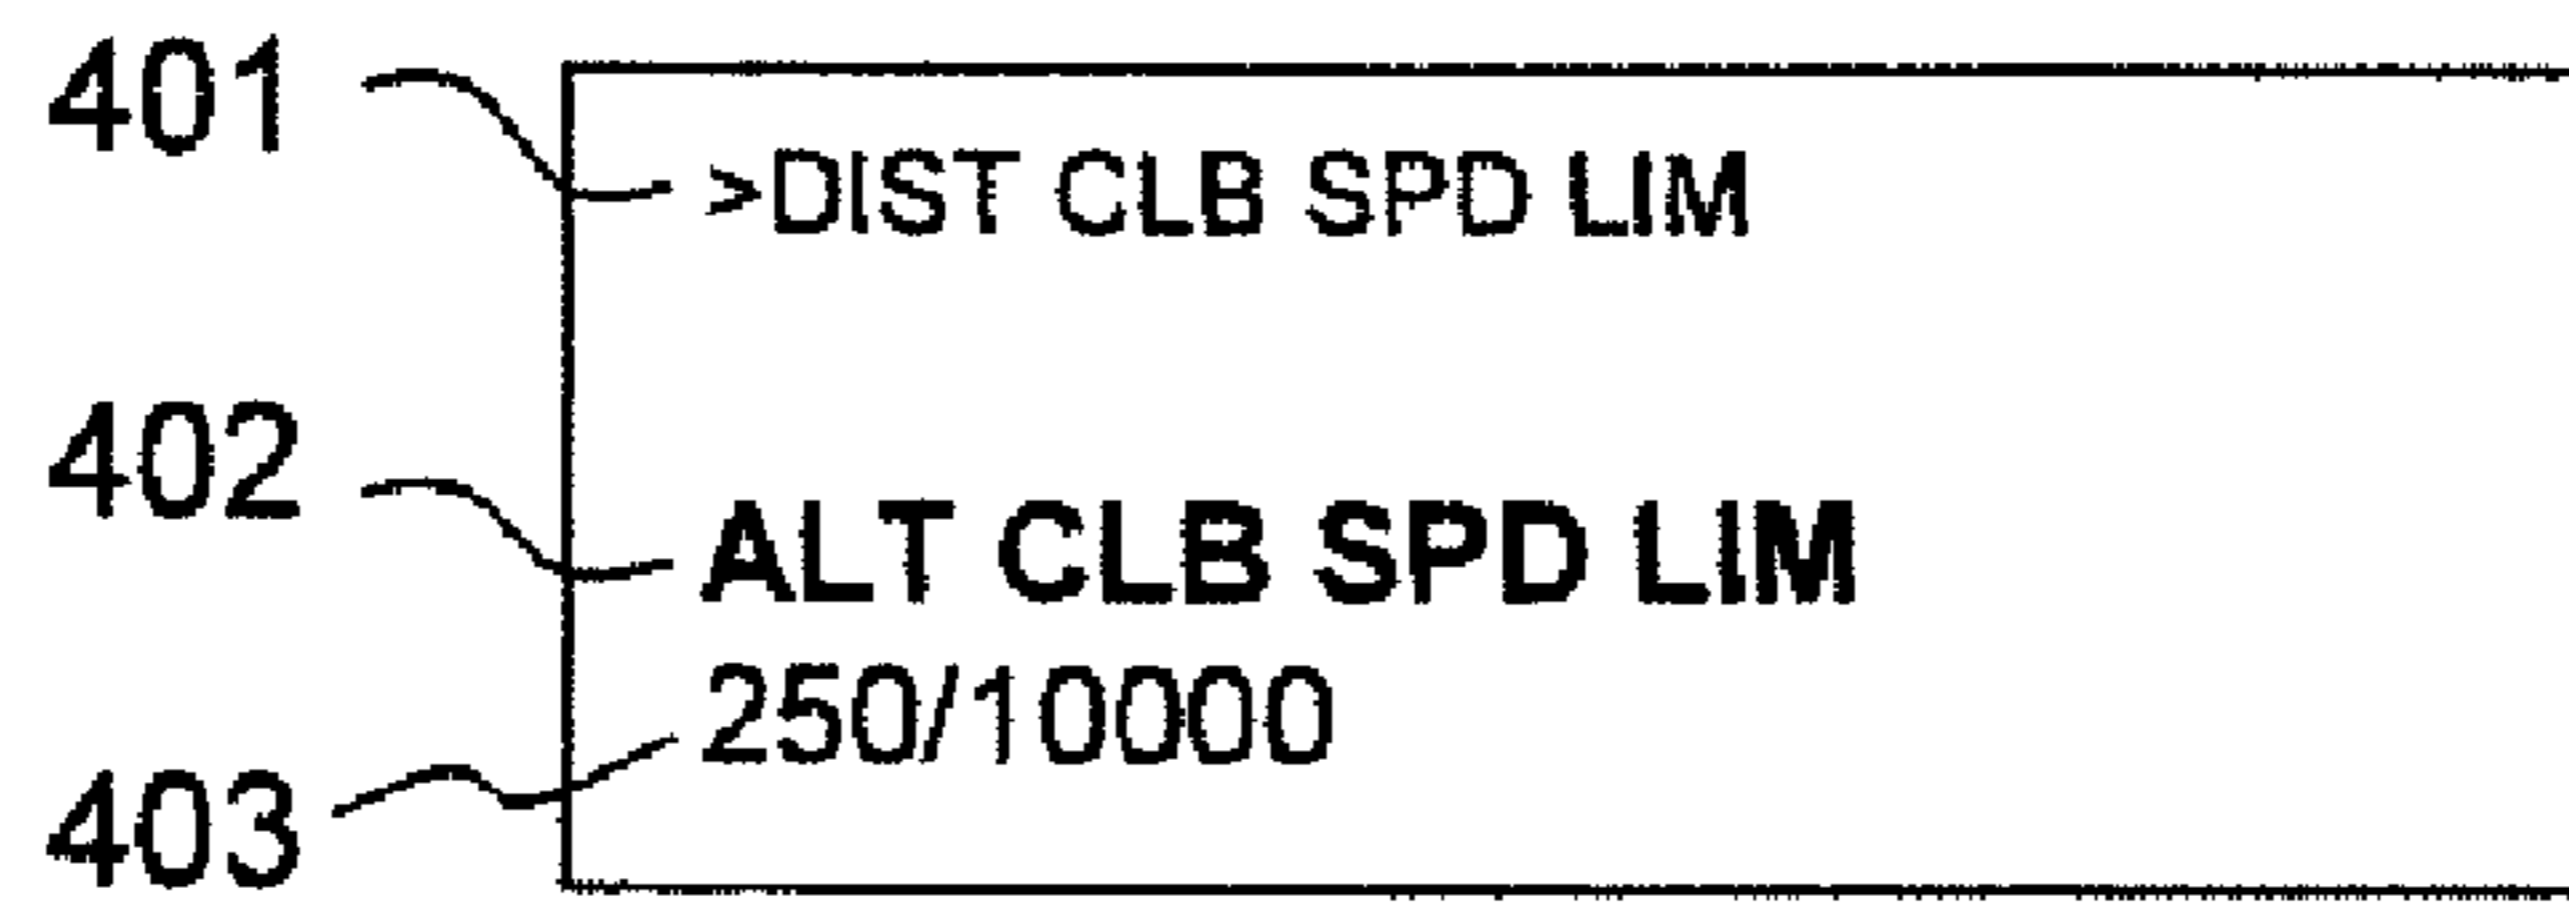 401
>DIST CLB SPD LIM
402
ALT CLB SPD LIM
250/10000
403